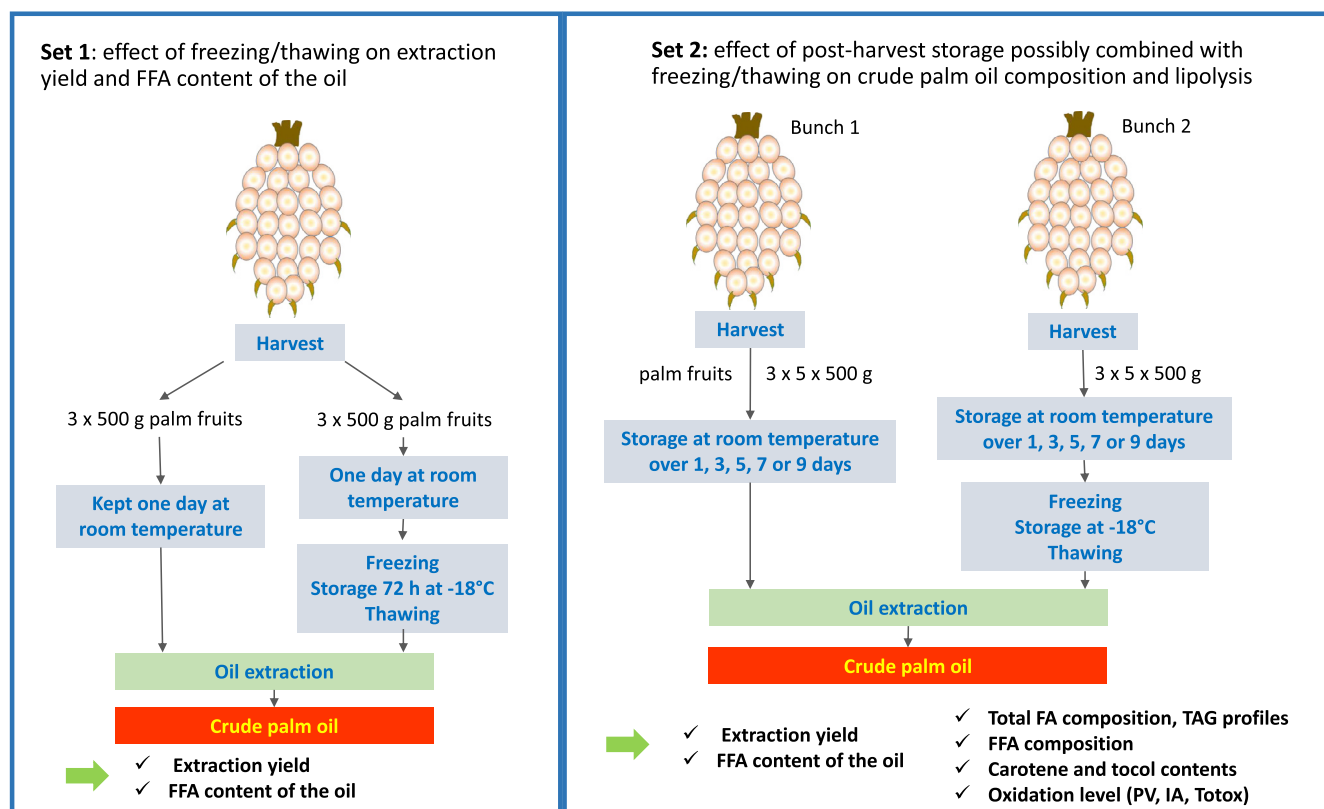 Set 1: effect of freezing/thawing on extraction
yield and FFA content of the oil
Harvest
3 x 500 g palm fruits
3 x 500 g palm fruits
Kept one day at
room temperature
One day at room
temperature
Freezing
Storage 72 h at -18°C
Thawing
Oil extraction
Crude palm oil
✓ Extraction yield
✓ FFA content of the oil
Set 2: effect of post-harvest storage possibly combined with
freezing/thawing on crude palm oil composition and lipolysis
Bunch 1
Bunch 2
Harvest
Harvest
palm fruits
3 x 5 x 500 g
3 x 5 x 500 g
Storage at room temperature
over 1, 3, 5, 7 or 9 days
Storage at room temperature
over 1, 3, 5, 7 or 9 days
Freezing
Storage at -18°C
Thawing
Oil extraction
Crude palm oil
✓ Extraction yield
✓ FFA content of the oil
✓ Total FA composition, TAG profiles
✓ FFA composition
✓ Carotene and tocol contents
✓ Oxidation level (PV, IA, Totox)